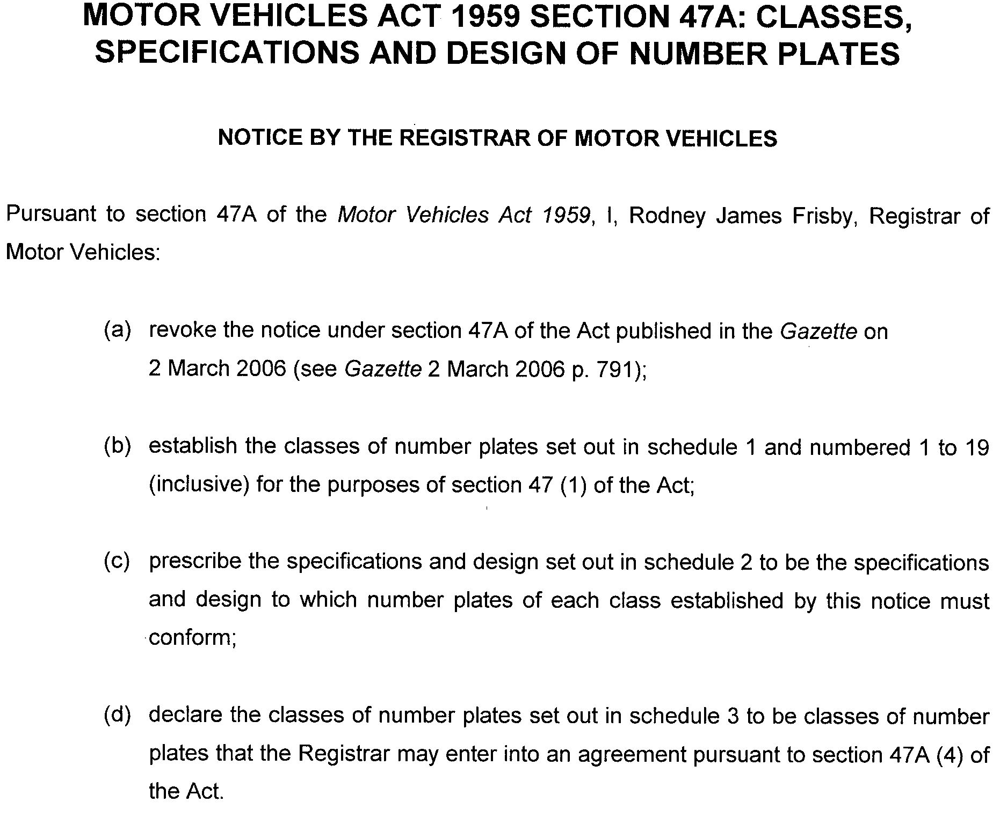 MOTOR VEHICLES ACT 1959 SECTION 47A: CLASSES,
SPECIFICATIONS AND DESIGN OF NUMBER PLATES
NOTICE BY THE REGISTRAR OF MOTOR VEHICLES
Pursuant to section 47A of the Motor Vehicles Act 1959, I, Rodney James Frisby, Registrar of
Motor Vehicles:
(a) revoke the notice under section 47A of the Act published in the Gazette on
2 March 2006 (see Gazette 2 March 2006 p. 791);
(b) establish the classes of number plates set out in schedule 1 and numbered 1 to 19
(inclusive) for the purposes of section 47 (1) of the Act;
(c) prescribe the specifications and design set out in schedule 2 to be the specifications
and design to which number plates of each class established by this notice must
conform;
(d) declare the classes of number plates set out in schedule 3 to be classes of number
plates that the Registrar may enter into an agreement pursuant to section 47A (4) of
the Act.